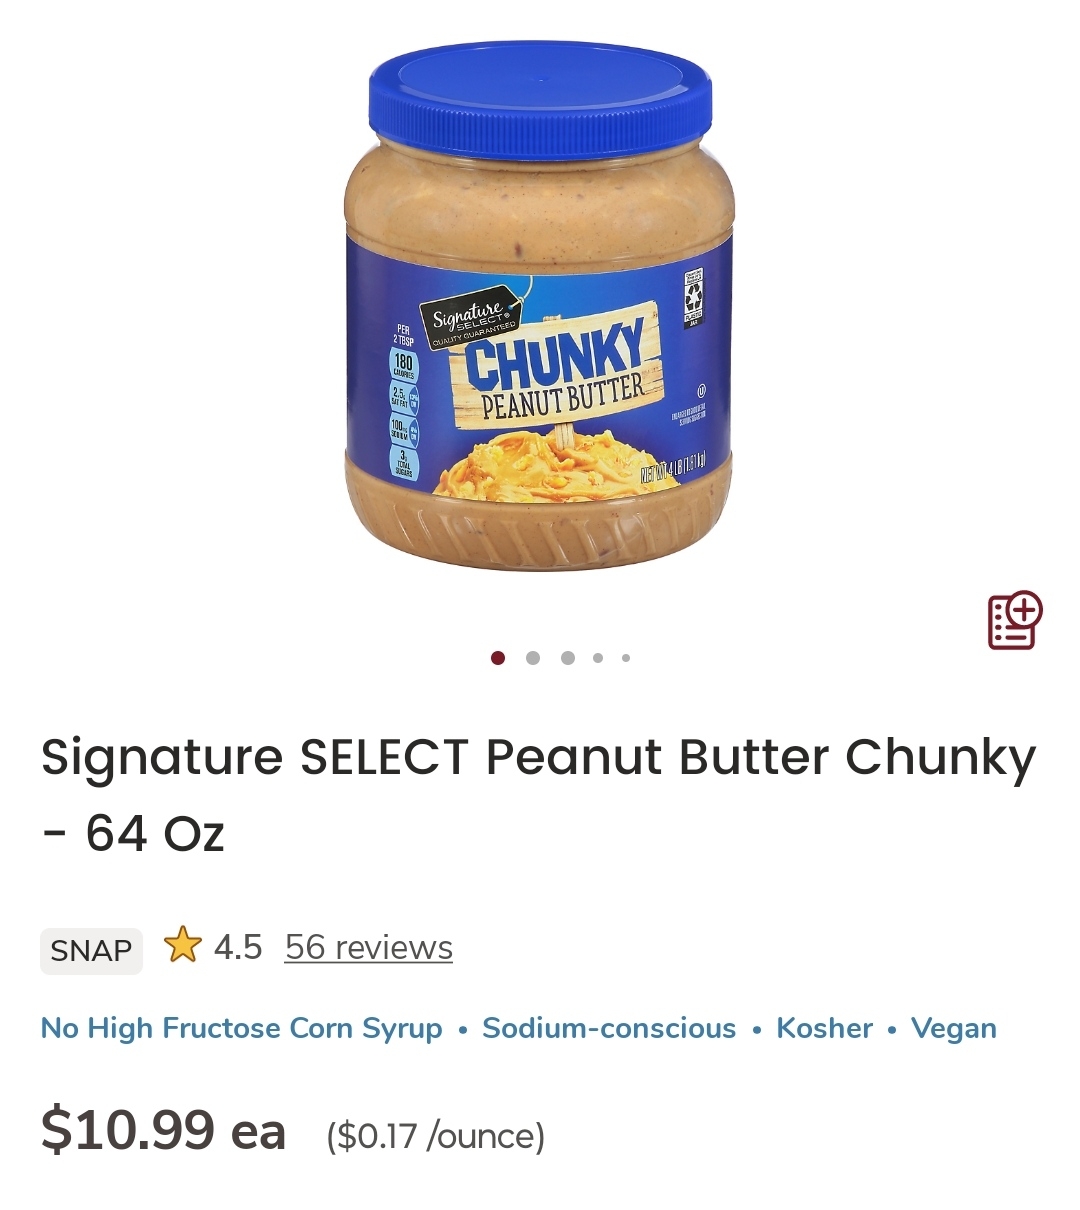 Signature
SELECT®
QUALITY GUARANTEED
CHUNKY
PEANUT BUTTER
PER
2 TBSP
180
CALORIES
2.5g
SAT FAT
100mg
SODIUM
3g
TOTAL
SUGARS
U
NET WT 4 LB (1.81 kg)
Signature SELECT Peanut Butter Chunky
- 64 Oz
SNAP 4.5 56 reviews
No High Fructose Corn Syrup • Sodium-conscious • Kosher • Vegan
$10.99 ea ($0.17 /ounce)